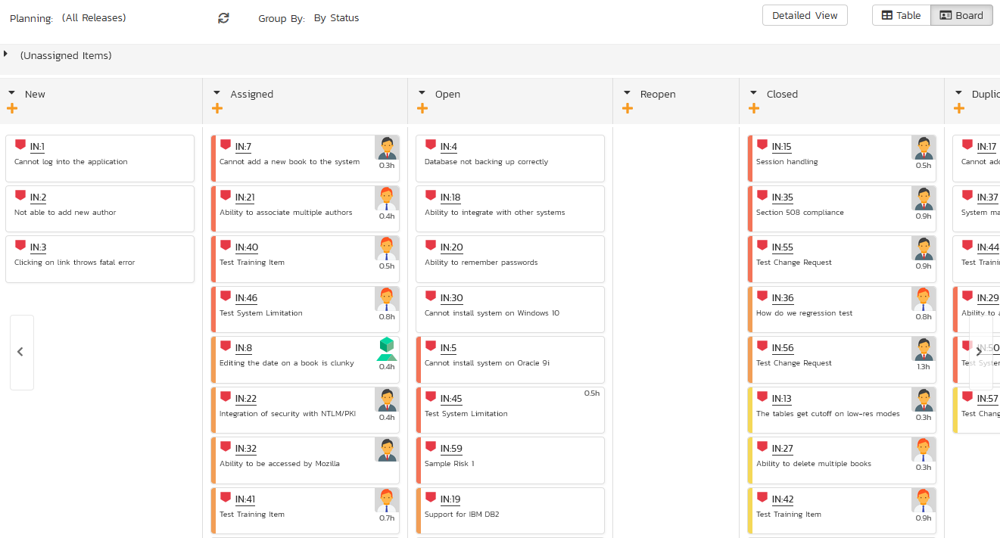 Planning: (All Releases)
Group By: By Status
Detailed View
Table
Board
(Unassigned Items)
New
Assigned
Open
Reopen
Closed
Duplic
IN:1
Cannot log into the application
IN:2
Not able to add new author
IN:3
Clicking on link throws fatal error
IN:7
Cannot add a new book to the system
0.3h
IN:21
Ability to associate multiple authors
0.4h
IN:40
Test Training Item
0.5h
IN:46
Test System Limitation
0.8h
IN:8
Editing the date on a book is clunky
0.4h
IN:22
Integration of security with NTLM/PKI
0.4h
IN:32
Ability to be accessed by Mozilla
IN:41
Test Training Item
0.7h
IN:4
Database not backing up correctly
IN:18
Ability to integrate with other systems
IN:20
Ability to remember passwords
IN:30
Cannot install system on Windows 10
IN:5
Cannot install system on Oracle 9i
IN:45
0.5h
Test System Limitation
IN:59
Sample Risk 1
IN:19
Support for IBM DB2
IN:15
Session handling
0.5h
IN:35
Section 508 compliance
0.9h
IN:55
Test Change Request
0.9h
IN:36
How do we regression test
0.8h
IN:56
Test Change Request
1.3h
IN:13
The tables get cutoff on low-res modes
0.3h
IN:27
Ability to delete multiple books
0.3h
IN:42
Test Training Item
0.9h
IN:17
Cannot add
IN:37
System ma
IN:44
Test Traini
IN:29
Ability to a
IN:50
Test System
IN:57
Test Chang